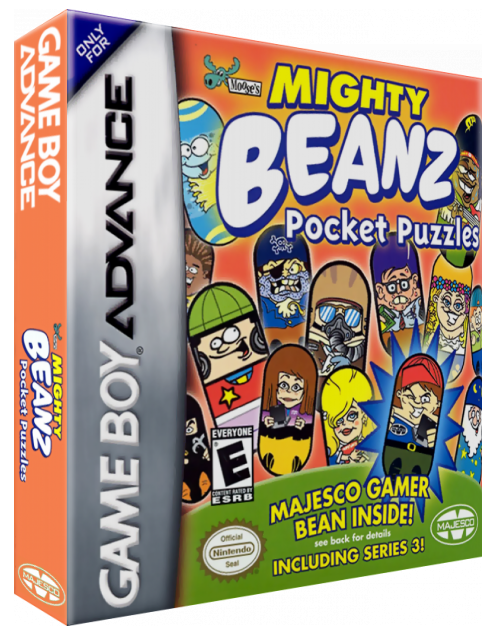 GAME BOY
ADVANCE
MIGHTY
BEANZ
Pocket Puzzles
MAJESCO
ONLY
FOR
GAME BOY ADVANCE
Moose's
MIGHTY
BEANZ
Pocket Puzzles
EVERYONE
E
CONTENT RATED BY
ESRB
Official
Nintendo
Seal
MAJESCO GAMER
BEAN INSIDE!
see back for details
INCLUDING SERIES 3!
MAJESCO